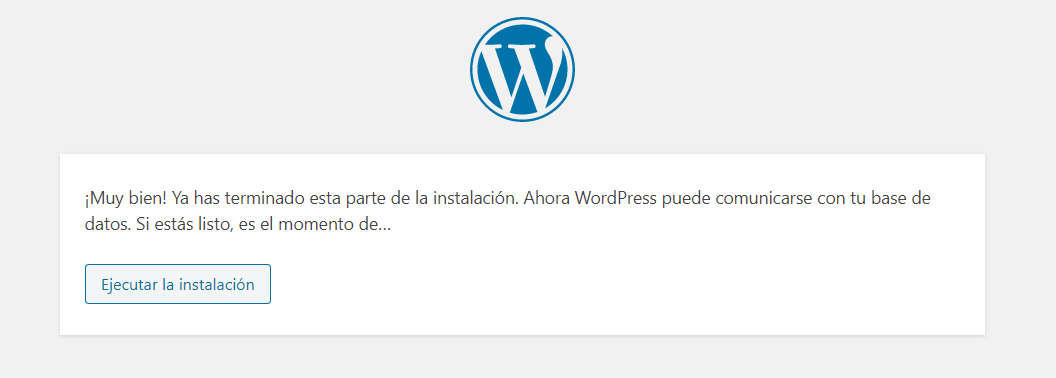 ¡Muy bien! Ya has terminado esta parte de la instalación. Ahora WordPress puede comunicarse con tu base de
datos. Si estás listo, es el momento de…
Ejecutar la instalación